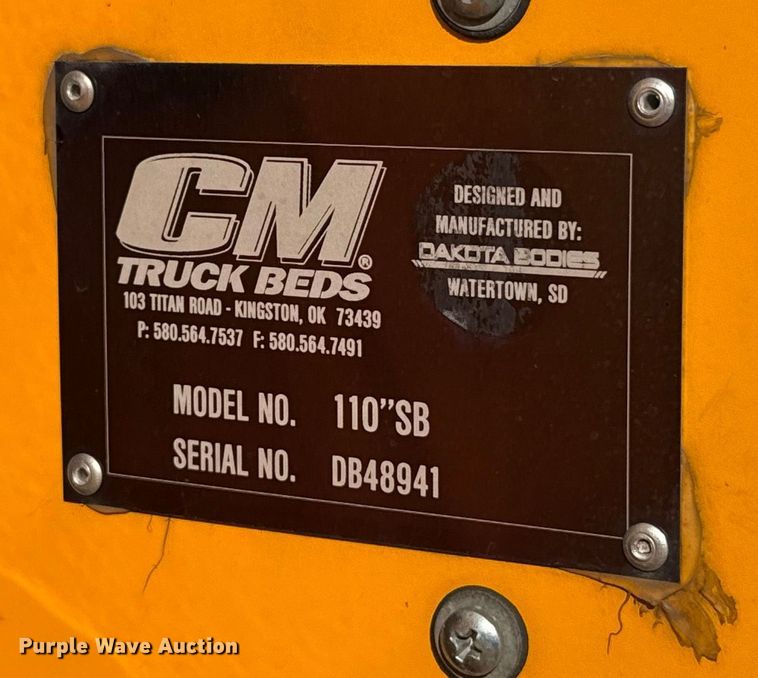 CM®
TRUCK BEDS
103 TITAN ROAD - KINGSTON, OK 73439
P: 580.564.7537 F: 580.564.7491
DESIGNED AND
MANUFACTURED BY:
DAKOTA BODIES
WATERTOWN, SD
MODEL NO. 110"SB
SERIAL NO. DB48941
Purple Wave Auction